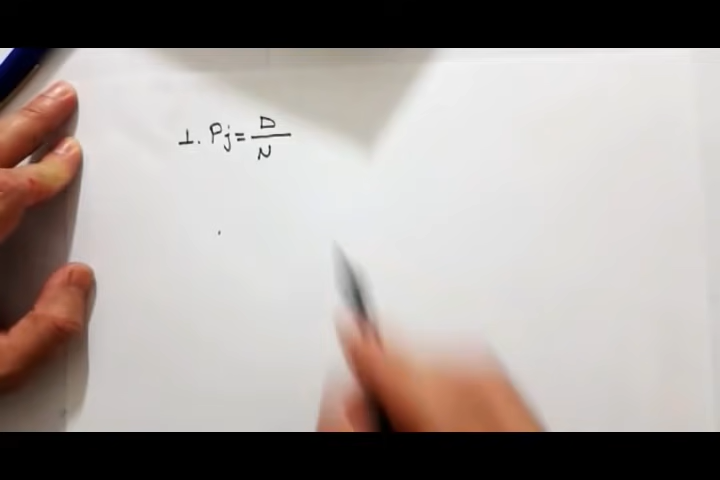 1. Pj = D/N